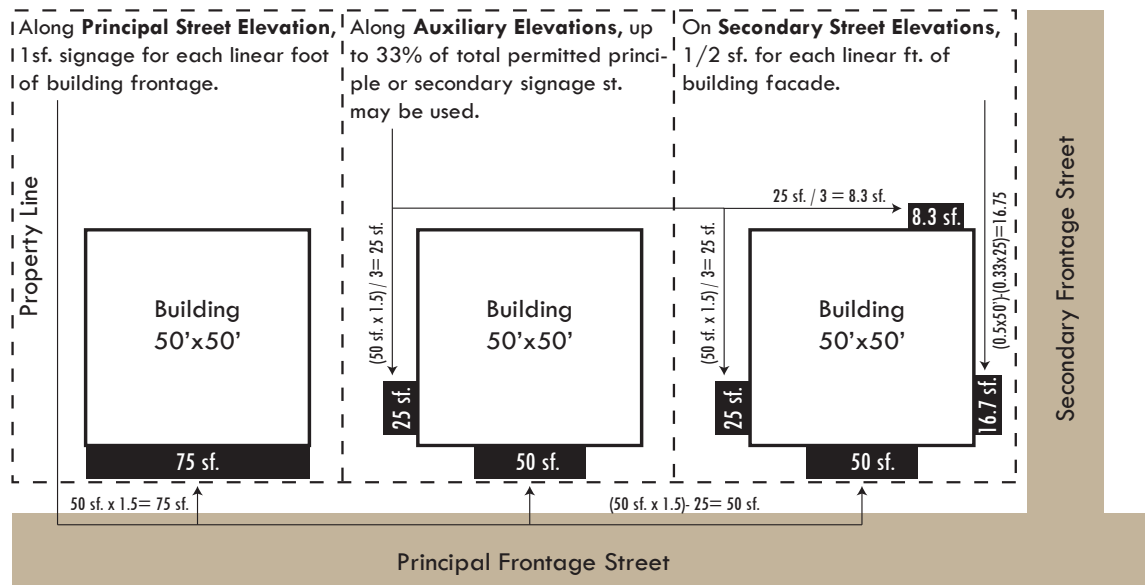 Along Principal Street Elevation,
1sf. signage for each linear foot
of building frontage.
Along Auxiliary Elevations, up
to 33% of total permitted princi-
ple or secondary signage st.
may be used.
On Secondary Street Elevations,
1/2 sf. for each linear ft. of
building facade.
Property Line
Building
50'x50'
75 sf.
50 sf. x 1.5= 75 sf.
(50 sf. x 1.5) / 3= 25 sf.
25 sf.
Building
50'x50'
50 sf.
(50 sf. x 1.5)- 25= 50 sf.
(50 sf. x 1.5) / 3= 25 sf.
25 sf.
25 sf. / 3 = 8.3 sf.
8.3 sf.
Building
50'x50'
50 sf.
(0.5x50')-(0.33x25)=16.75
16.7 sf.
Secondary Frontage Street
Principal Frontage Street